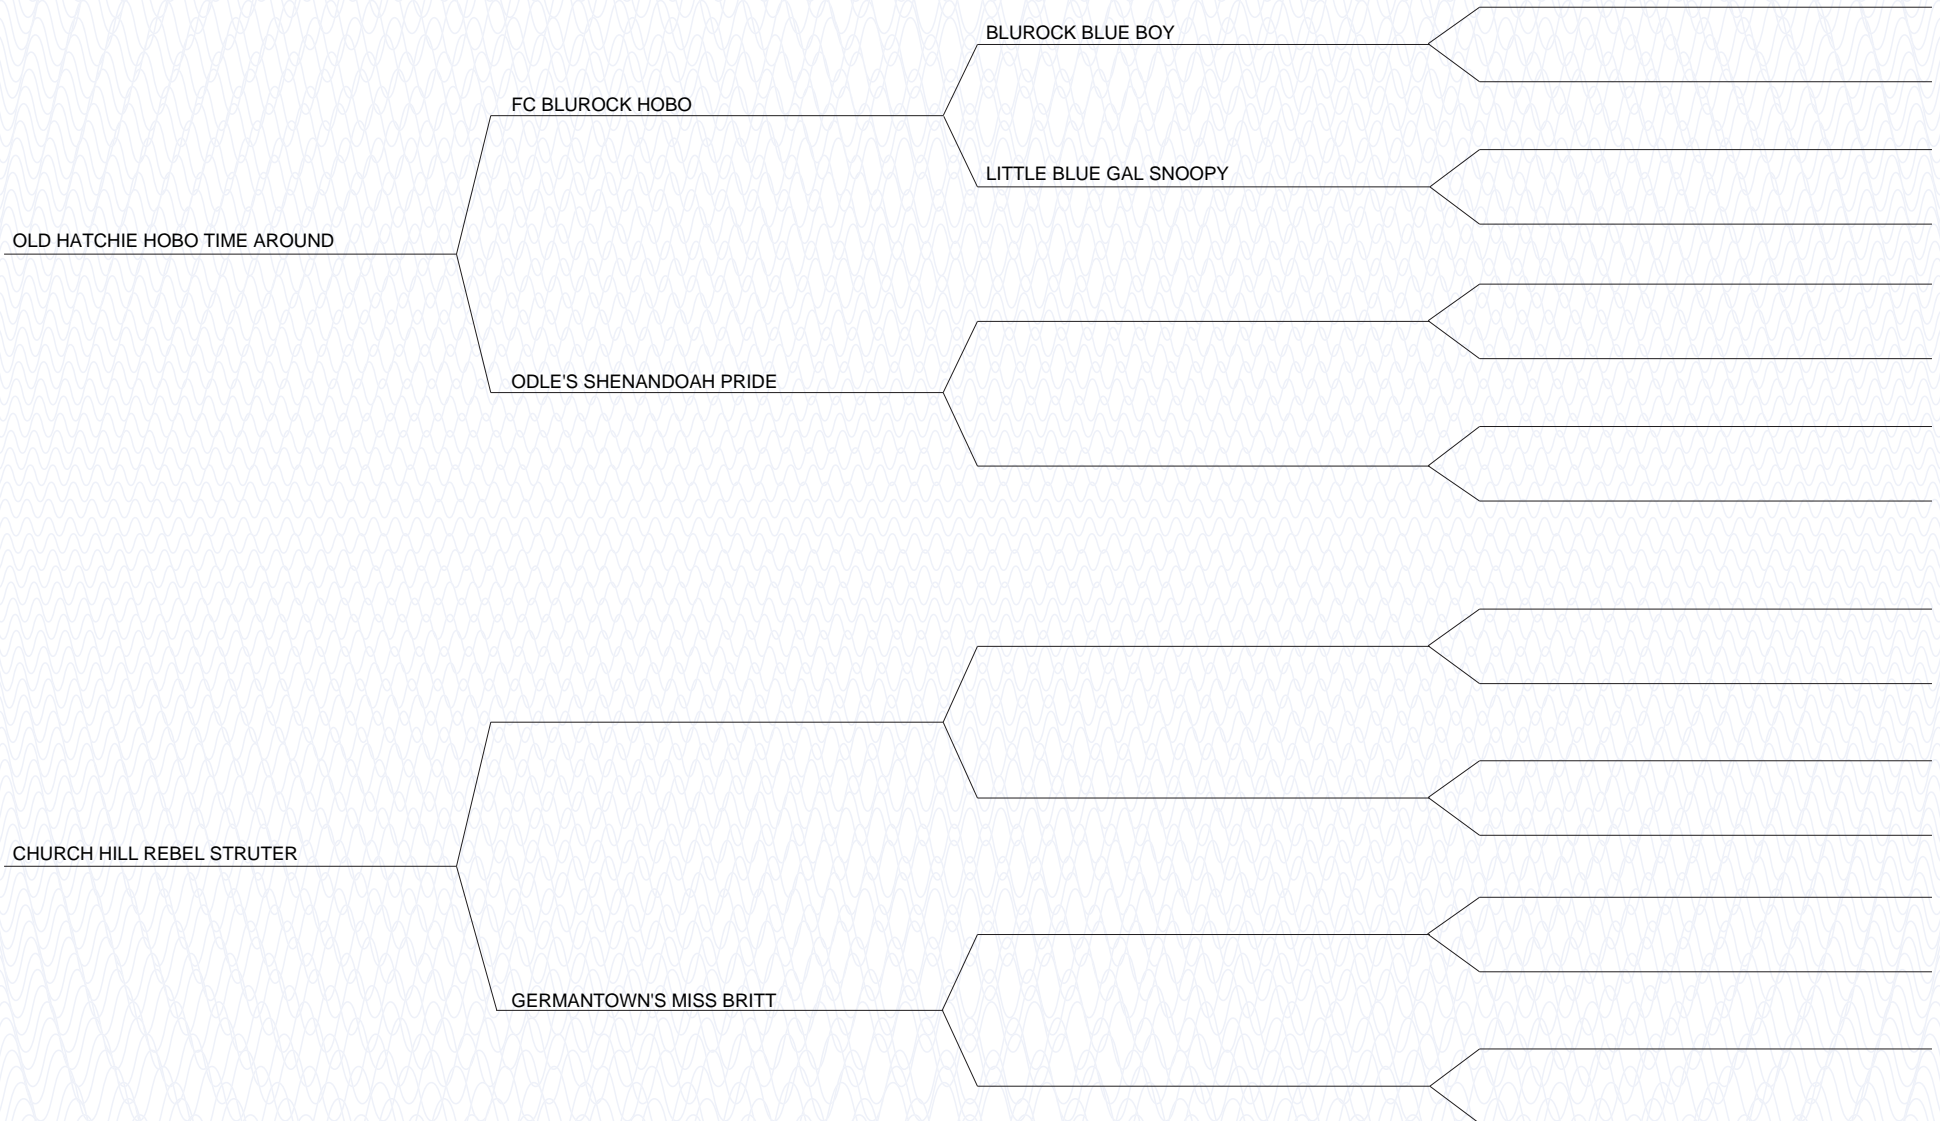 BLUROCK BLUE BOY
FC BLUROCK HOBO
LITTLE BLUE GAL SNOOPY
OLD HATCHIE HOBO TIME AROUND
ODLE'S SHENANDOAH PRIDE
CHURCH HILL REBEL STRUTER
GERMANTOWN'S MISS BRITT